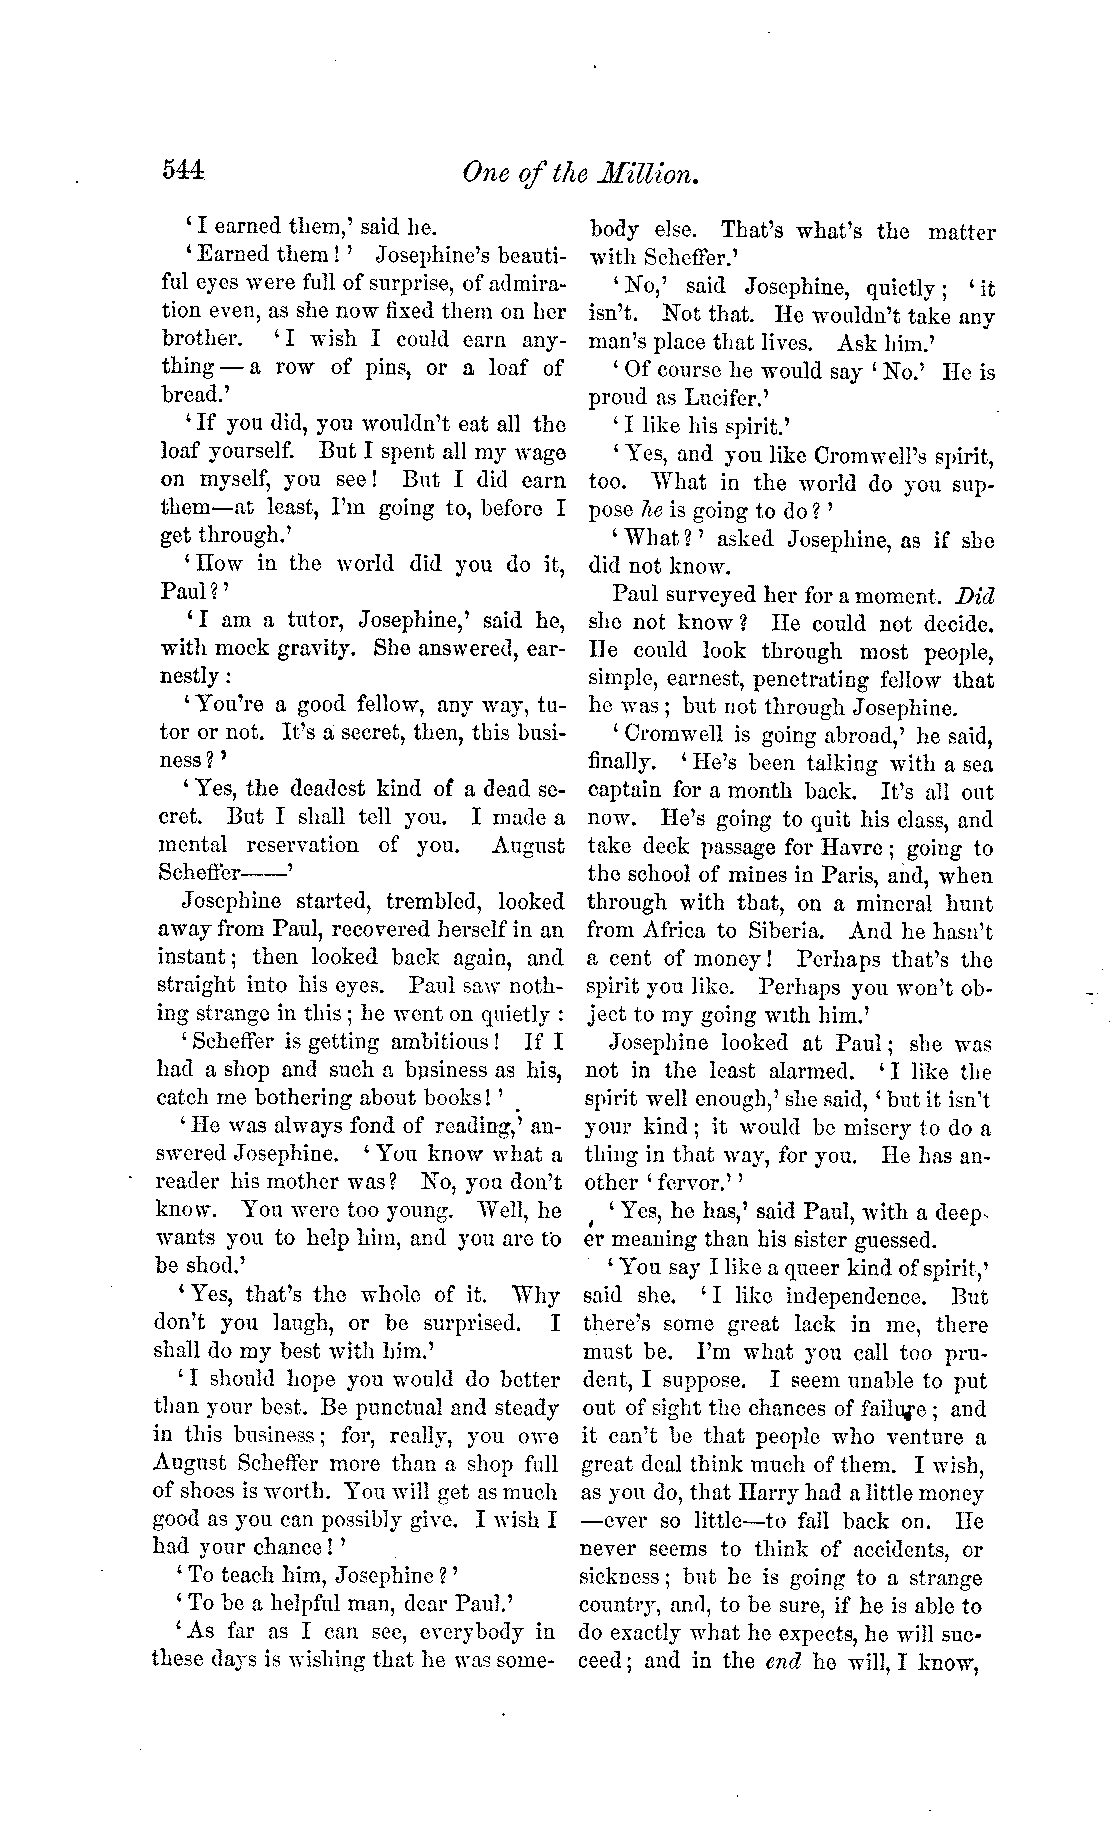 544 One of the Million.
‘I earned them,’ said he.
‘Earned them!’ Josephine's beauti-
ful eyes were full of surprise, of admira-
tion even, as she now fixed them on her
brother. ‘I wish I could earn any-
thing — a row of pins, or a loaf of
bread.’
‘If you did, you wouldn't eat all the
loaf yourself. But I spent all my wage
on myself, you see! But I did earn
them—at least, I'm going to, before I
get through.’
‘How in the world did you do it,
Paul?’
‘I am a tutor, Josephine,’ said he,
with mock gravity. She answered, ear-
nestly:
‘You're a good fellow, any way, tu-
tor or not. It's a secret, then, this busi-
ness?’
‘Yes, the deadest kind of a dead se-
cret. But I shall tell you. I made a
mental reservation of you. August
Scheffer——’
Josephine started, trembled, looked
away from Paul, recovered herself in an
instant; then looked back again, and
straight into his eyes. Paul saw noth-
ing strange in this; he went on quietly:
‘Scheffer is getting ambitious! If I
had a shop and such a business as his,
catch me bothering about books!’
‘He was always fond of reading,’ an-
swered Josephine. ‘You know what a
reader his mother was? No, you don't
know. You were too young. Well, he
wants you to help him, and you are to
be shod.’
‘Yes, that's the whole of it. Why
don't you laugh, or be surprised. I
shall do my best with him.’
‘I should hope you would do better
than your best. Be punctual and steady
in this business; for, really, you owe
August Scheffer more than a shop full
of shoes is worth. You will get as much
good as you can possibly give. I wish I
had your chance!’
‘To teach him, Josephine?’
‘To be a helpful man, dear Paul.’
‘As far as I can see, everybody in
these days is wishing that he was some-
body else. That's what's the matter
with Scheffer.’
‘No,’ said Josephine, quietly; ‘it
isn't. Not that. He wouldn't take any
man's place that lives. Ask him.’
‘Of course he would say ‘No.’ He is
proud as Lucifer.’
‘I like his spirit.’
‘Yes, and you like Cromwell's spirit,
too. What in the world do you sup-
pose he is going to do?’
‘What?’ asked Josephine, as if she
did not know.
Paul surveyed her for a moment. Did
she not know? He could not decide.
He could look through most people,
simple, earnest, penetrating fellow that
he was; but not through Josephine.
‘Cromwell is going abroad,’ he said,
finally. ‘He's been talking with a sea
captain for a month back. It's all out
now. He's going to quit his class, and
take deck passage for Havre; going to
the school of mines in Paris, and, when
through with that, on a mineral hunt
from Africa to Siberia. And he hasn't
a cent of money! Perhaps that's the
spirit you like. Perhaps you won't ob-
ject to my going with him.’
Josephine looked at Paul; she was
not in the least alarmed. ‘I like the
spirit well enough,’ she said, ‘but it isn't
your kind; it would be misery to do a
thing in that way, for you. He has an-
other ‘fervor.’’
‘Yes, he has,’ said Paul, with a deep-
er meaning than his sister guessed.
‘You say I like a queer kind of spirit,’
said she. ‘I like independence. But
there's some great lack in me, there
must be. I'm what you call too pru-
dent, I suppose. I seem unable to put
out of sight the chances of failure; and
it can't be that people who venture a
great deal think much of them. I wish,
as you do, that Harry had a little money
—ever so little—to fall back on. He
never seems to think of accidents, or
sickness; but he is going to a strange
country, and, to be sure, if he is able to
do exactly what he expects, he will suc-
ceed; and in the end he will, I know,